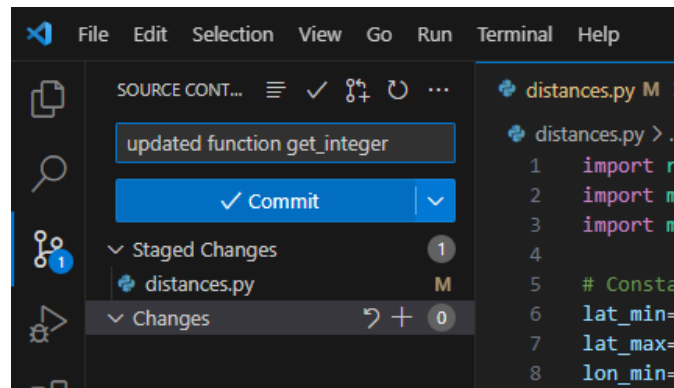 File Edit Selection View Go Run Terminal Help
SOURCE CONT...
distances.py M
updated function get_integer
distances.py > .
Commit
1 import
2 import
3 import
Staged Changes 1
4
distances.py M
5 # Consta
Changes 0
6 lat_min=
7 lat_max=
8 lon_min=
1